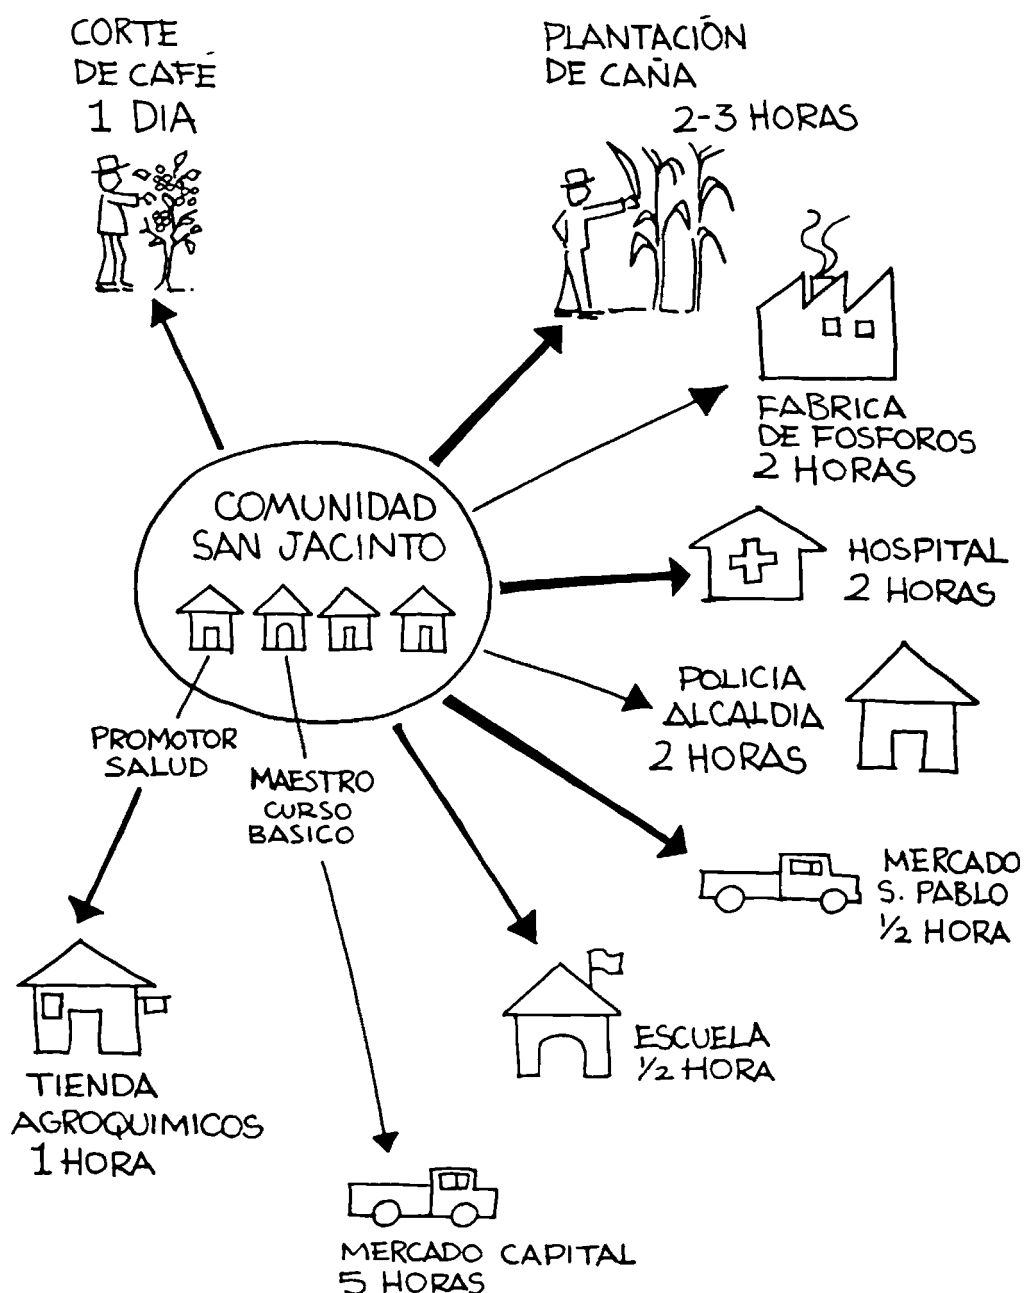 CORTE
DE CAFÉ
1 DIA
PLANTACIÓN
DE CAÑA
2-3 HORAS
FABRICA
DE FOSFOROS
2 HORAS
COMUNIDAD
SAN JACINTO
HOSPITAL
2 HORAS
POLICIA
ALCALDIA
2 HORAS
PROMOTOR
SALUD
MAESTRO
CURSO
BASICO
MERCADO
S. PABLO
½ HORA
ESCUELA
½ HORA
TIENDA
AGROQUIMICOS
1 HORA
MERCADO CAPITAL
5 HORAS